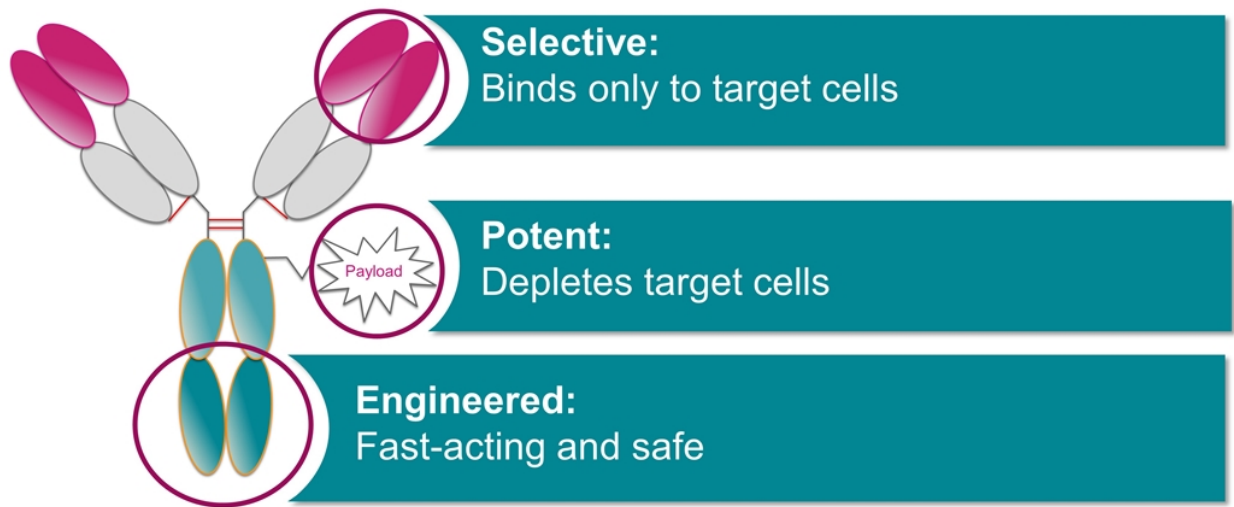 Selective:
Binds only to target cells
Payload
Potent:
Depletes target cells
Engineered:
Fast-acting and safe